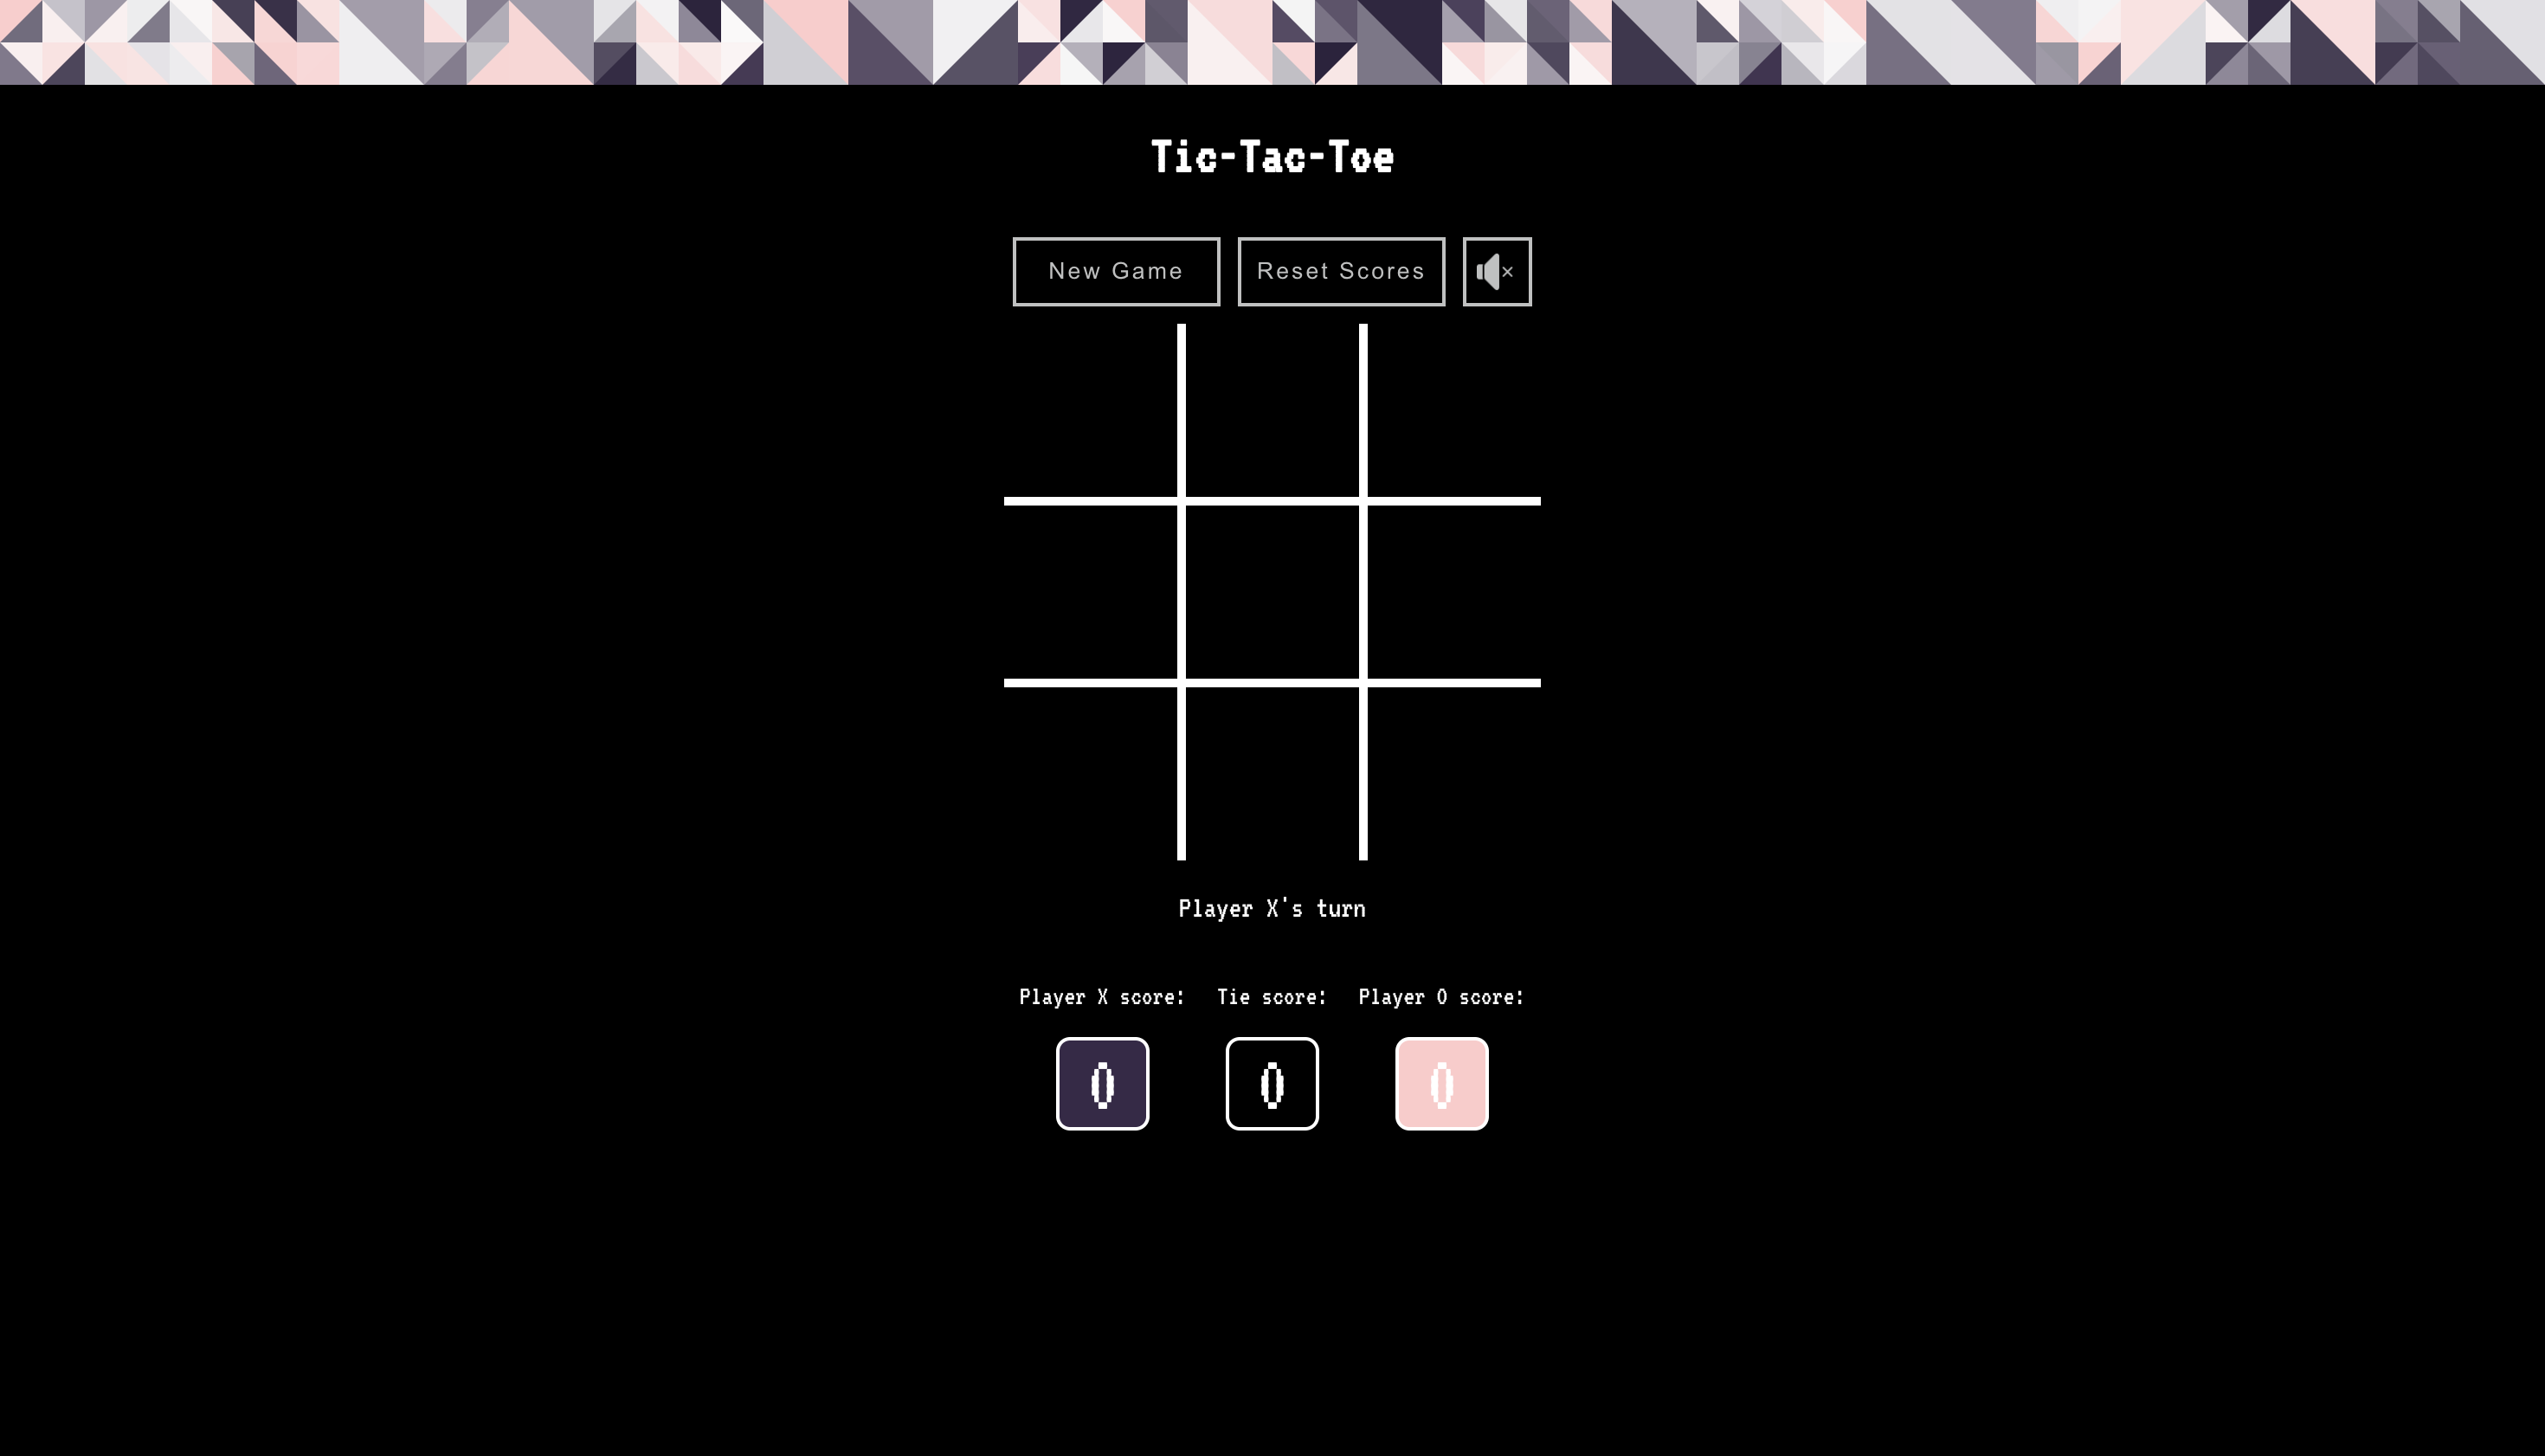 Tic-Tac-Toe
New Game
Reset Scores
Player X's turn
Player X score:
Tie score:
Player O score:
0
0
0